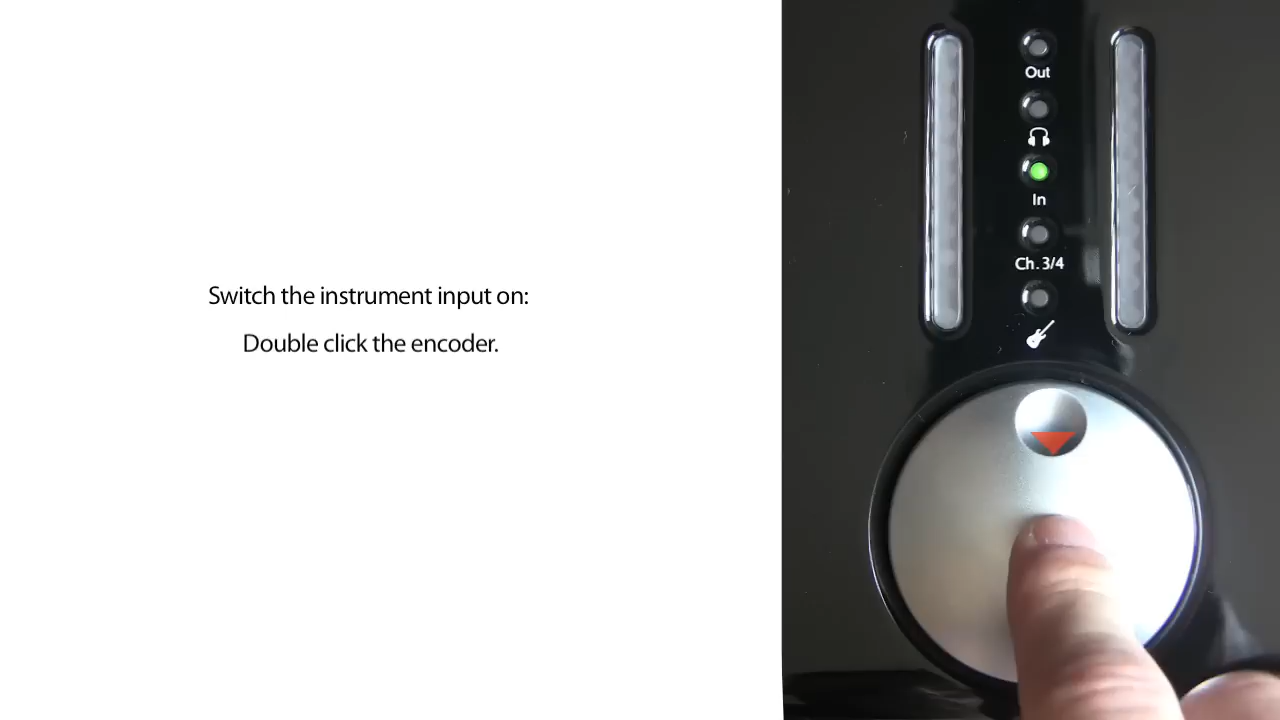 Switch the instrument input on:
Double click the encoder.
Out
In
Ch. 3/4